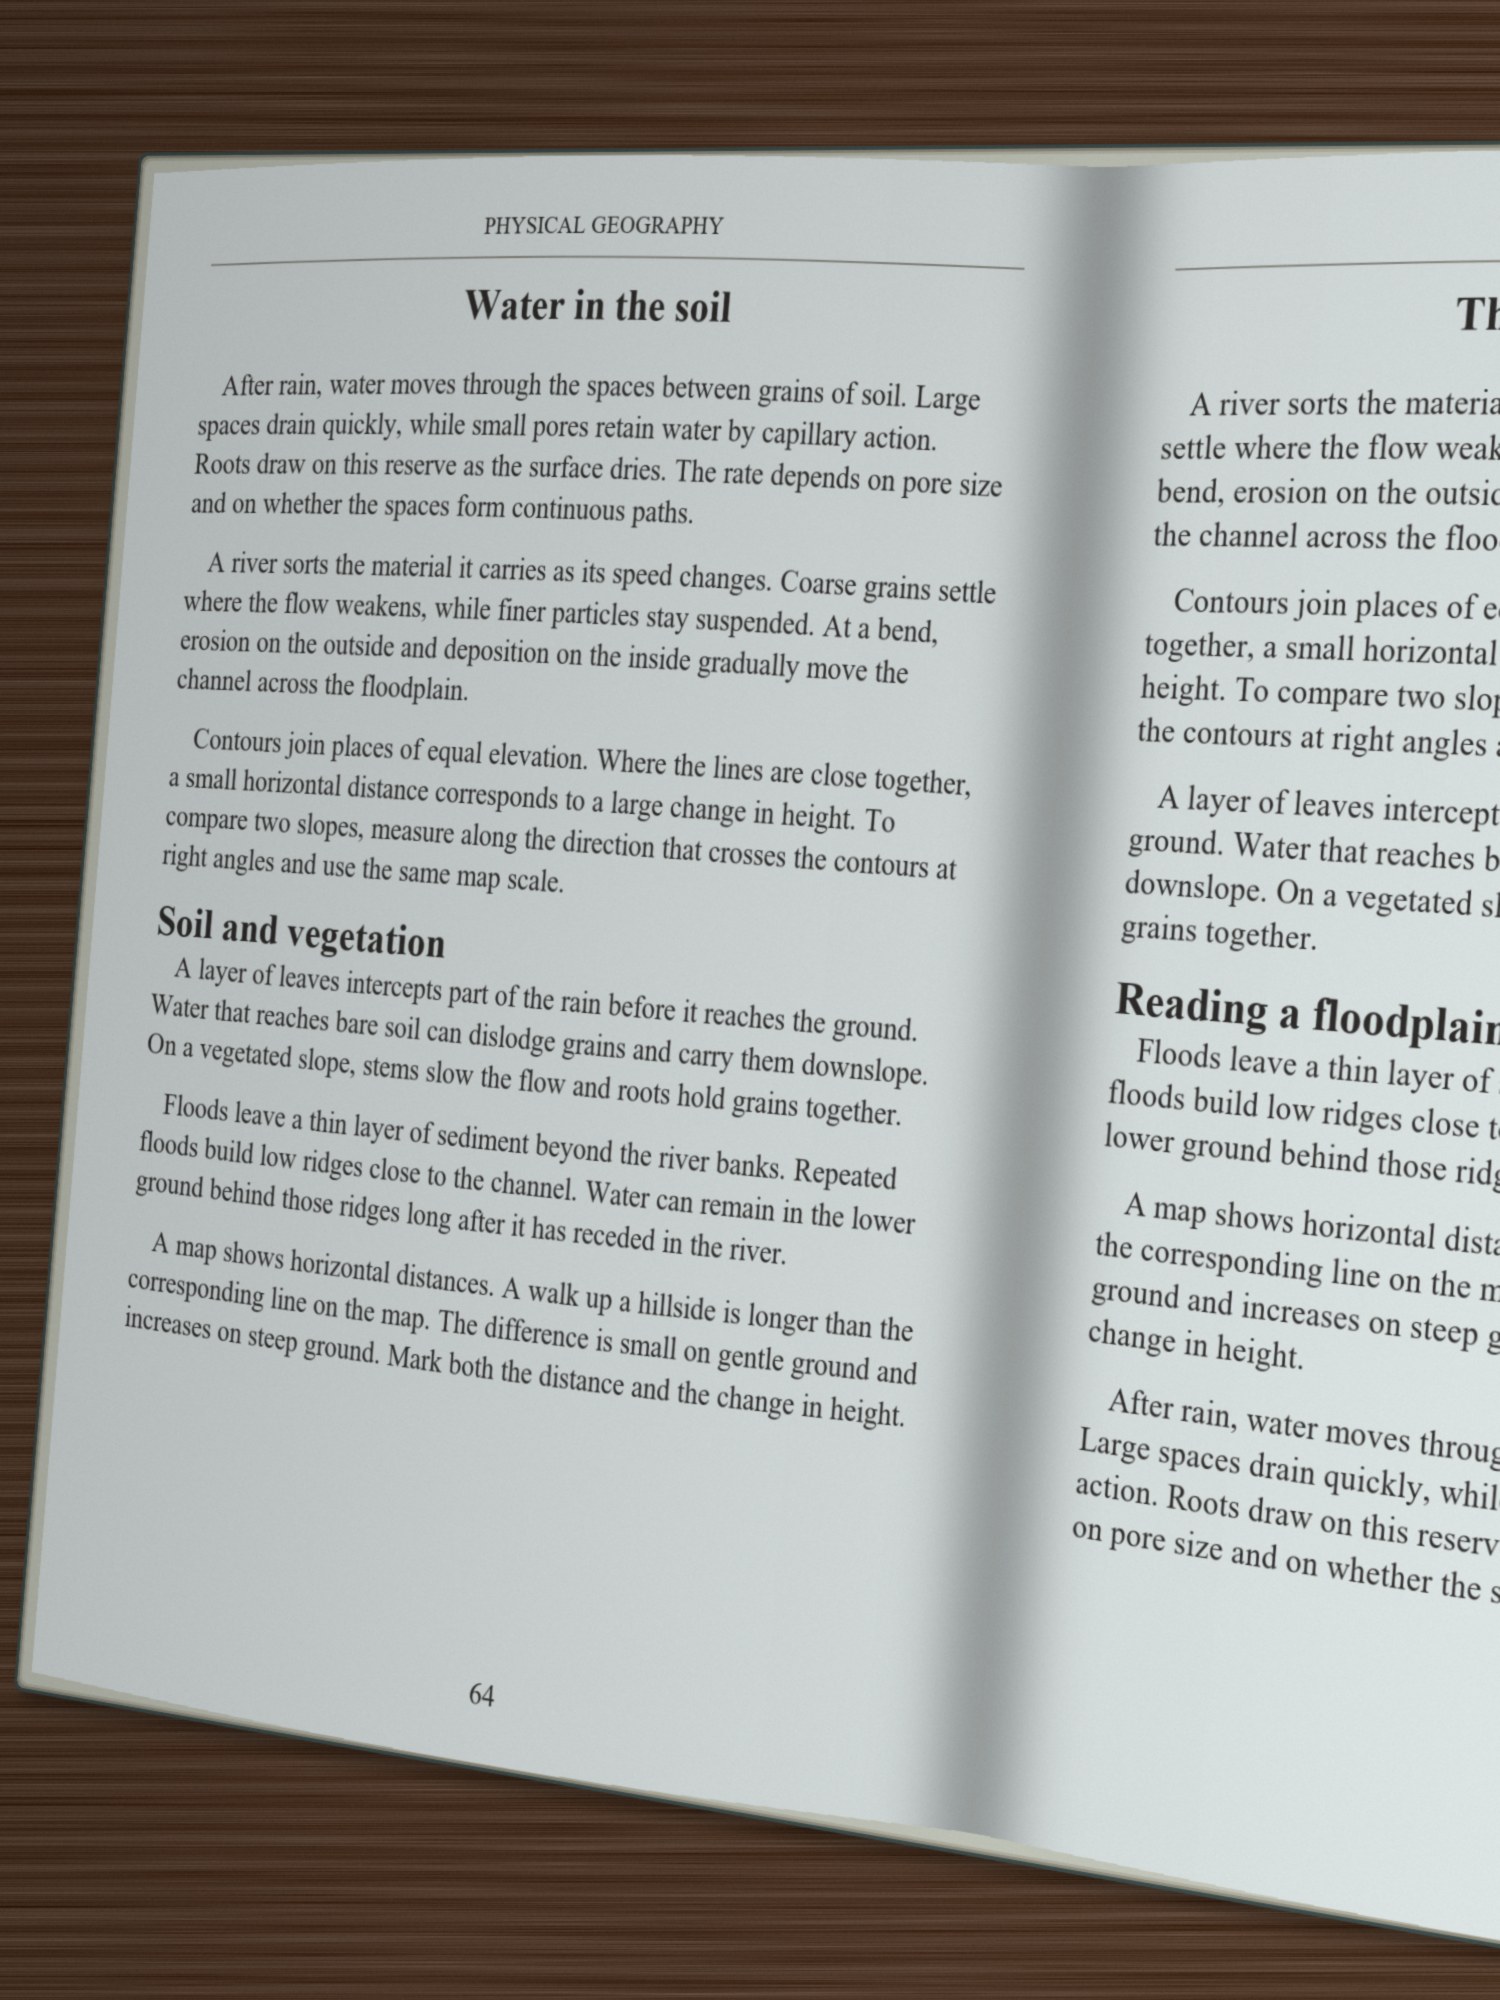 PHYSICAL GEOGRAPHY
Water in the soil
After rain, water moves through the spaces between grains of soil. Large
spaces drain quickly, while small pores retain water by capillary action.
Roots draw on this reserve as the surface dries. The rate depends on pore size
and on whether the spaces form continuous paths.
A river sorts the material it carries as its speed changes. Coarse grains settle
where the flow weakens, while finer particles stay suspended. At a bend,
erosion on the outside and deposition on the inside gradually move the
channel across the floodplain.
Contours join places of equal elevation. Where the lines are close together,
a small horizontal distance corresponds to a large change in height. To
compare two slopes, measure along the direction that crosses the contours at
right angles and use the same map scale.
Soil and vegetation
A layer of leaves intercepts part of the rain before it reaches the ground.
Water that reaches bare soil can dislodge grains and carry them downslope.
On a vegetated slope, stems slow the flow and roots hold grains together.
Floods leave a thin layer of sediment beyond the river banks. Repeated
floods build low ridges close to the channel. Water can remain in the lower
ground behind those ridges long after it has receded in the river.
A map shows horizontal distances. A walk up a hillside is longer than the
corresponding line on the map. The difference is small on gentle ground and
increases on steep ground. Mark both the distance and the change in height.
64
A river sorts the
settle where the flow
bend, erosion on the
the channel across the
Contours join places of
together, a small horizontal
height. To compare two
the contours at right angles
A layer of leaves
ground. Water that reaches
downslope. On a vegetated
grains together.
Reading a
Floods leave a thin layer of
floods build low ridges close
lower ground behind those
A map shows horizontal
the corresponding line on the
ground and increases on steep
change in height.
After rain, water moves
Large spaces drain quickly,
action. Roots draw on this
on pore size and on whether the